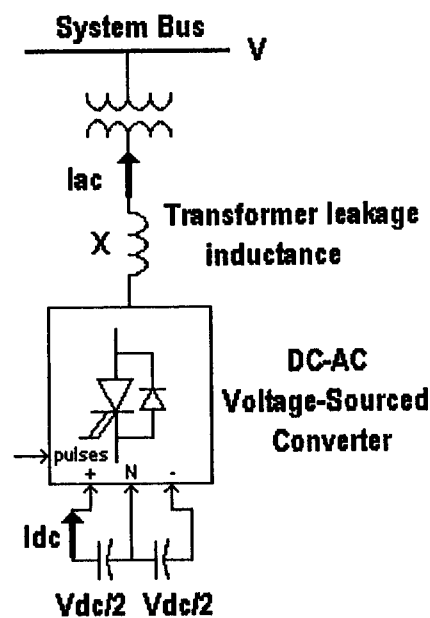 System Bus
V
Iac
X
Transformer leakage
inductance
DC-AC
Voltage-Sourced
Converter
pulses
+ N -
Idc
Vdc/2 Vdc/2